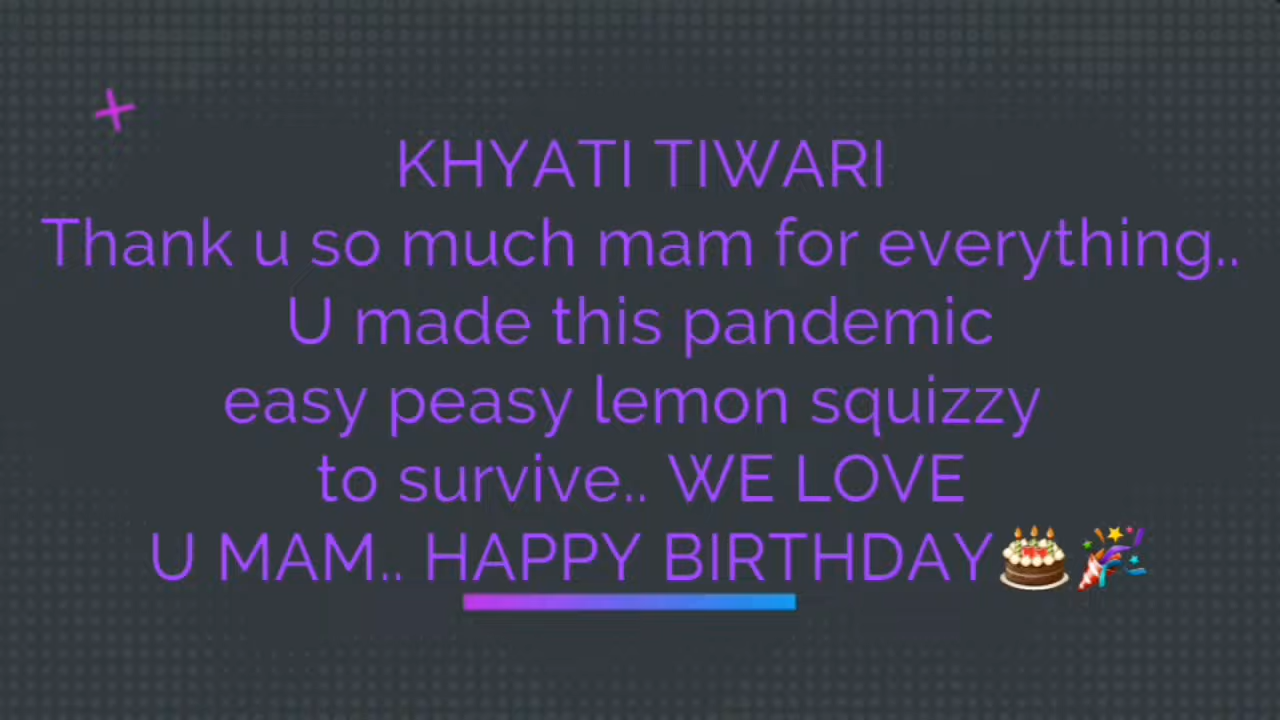 KHYATI TIWARI
Thank u so much mam for everything..
U made this pandemic
easy peasy lemon squizzy
to survive.. WE LOVE
U MAM.. HAPPY BIRTHDAY🎂🎉